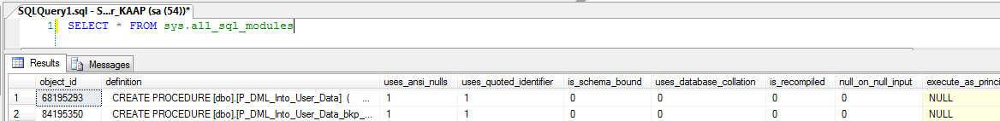 SQLQuery1.sql - S...r_KAAP (sa (54))*
1 SELECT * FROM sys.all_sql_modules
Results Messages
object_id definition uses_ansi_nulls uses_quoted_identifier is_schema_bound uses_database_collation is_recompiled null_on_null_input execute_as_princi
1 68195293 CREATE PROCEDURE [dbo].[P_DML_Into_User_Data] ( ... 1 1 0 0 0 0 NULL
2 84195350 CREATE PROCEDURE [dbo].[P_DML_Into_User_Data_bkp_... 1 1 0 0 0 0 NULL